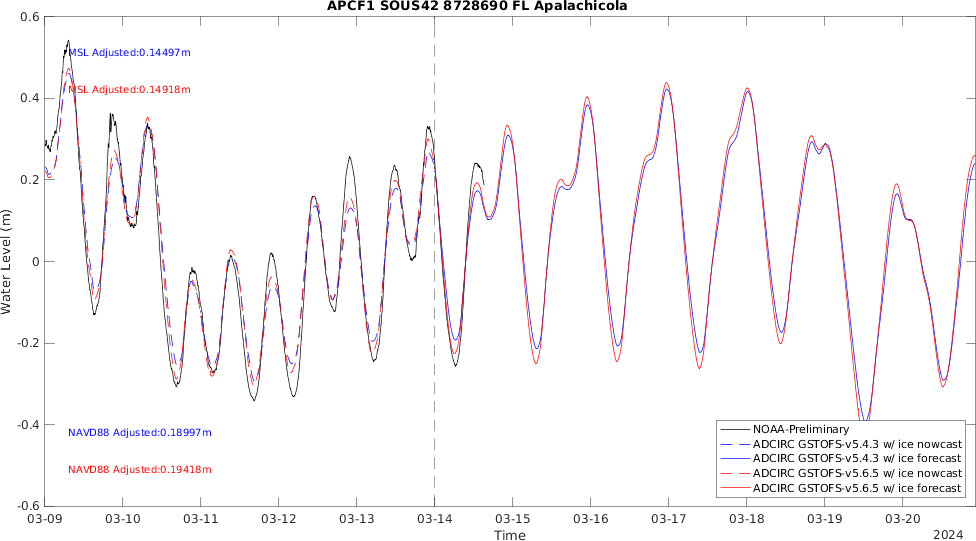 APCF1 SOUS42 8728690 FL Apalachicola
0.6
0.4
0.2
0
-0.2
-0.4
-0.6
Water Level (m)
MSL Adjusted:0.14497m
MSL Adjusted:0.14918m
NAVD88 Adjusted:0.18997m
NAVD88 Adjusted:0.19418m
NOAA-Preliminary
ADCIRC GSTOFS-v5.4.3 w/ ice nowcast
ADCIRC GSTOFS-v5.4.3 w/ ice forecast
ADCIRC GSTOFS-v5.6.5 w/ ice nowcast
ADCIRC GSTOFS-v5.6.5 w/ ice forecast
03-09 03-10 03-11 03-12 03-13 03-14 03-15 03-16 03-17 03-18 03-19 03-20
Time
2024